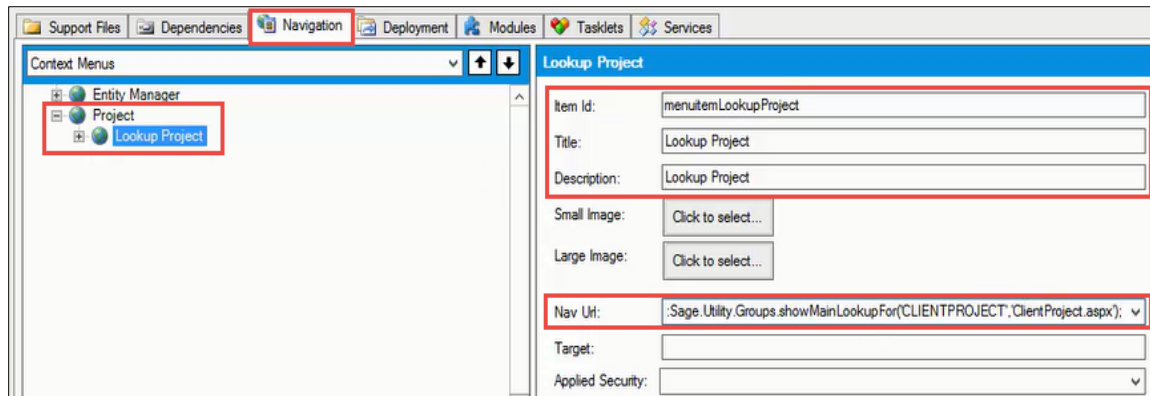 Support Files Dependencies Navigation Deployment Modules Tasklets Services
Context Menus
Entity Manager
Project
Lookup Project
Lookup Project
Item Id: menuitemLookupProject
Title: Lookup Project
Description: Lookup Project
Small Image: Click to select...
Large Image: Click to select...
Nav Url: :Sage.Utility.Groups.showMainLookupFor('CLIENTPROJECT','ClientProject.aspx');
Target:
Applied Security: